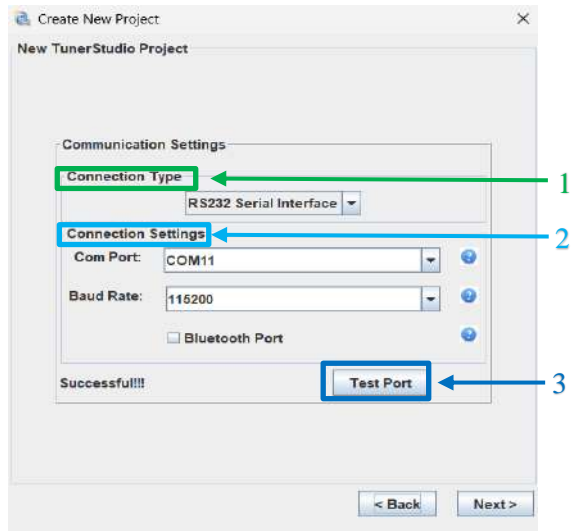 Create New Project
New TunerStudio Project
Communication Settings
Connection Type
1
RS232 Serial Interface
Connection Settings
2
Com Port: COM11
Baud Rate: 115200
Bluetooth Port
Successful!!!
Test Port
3
< Back
Next >